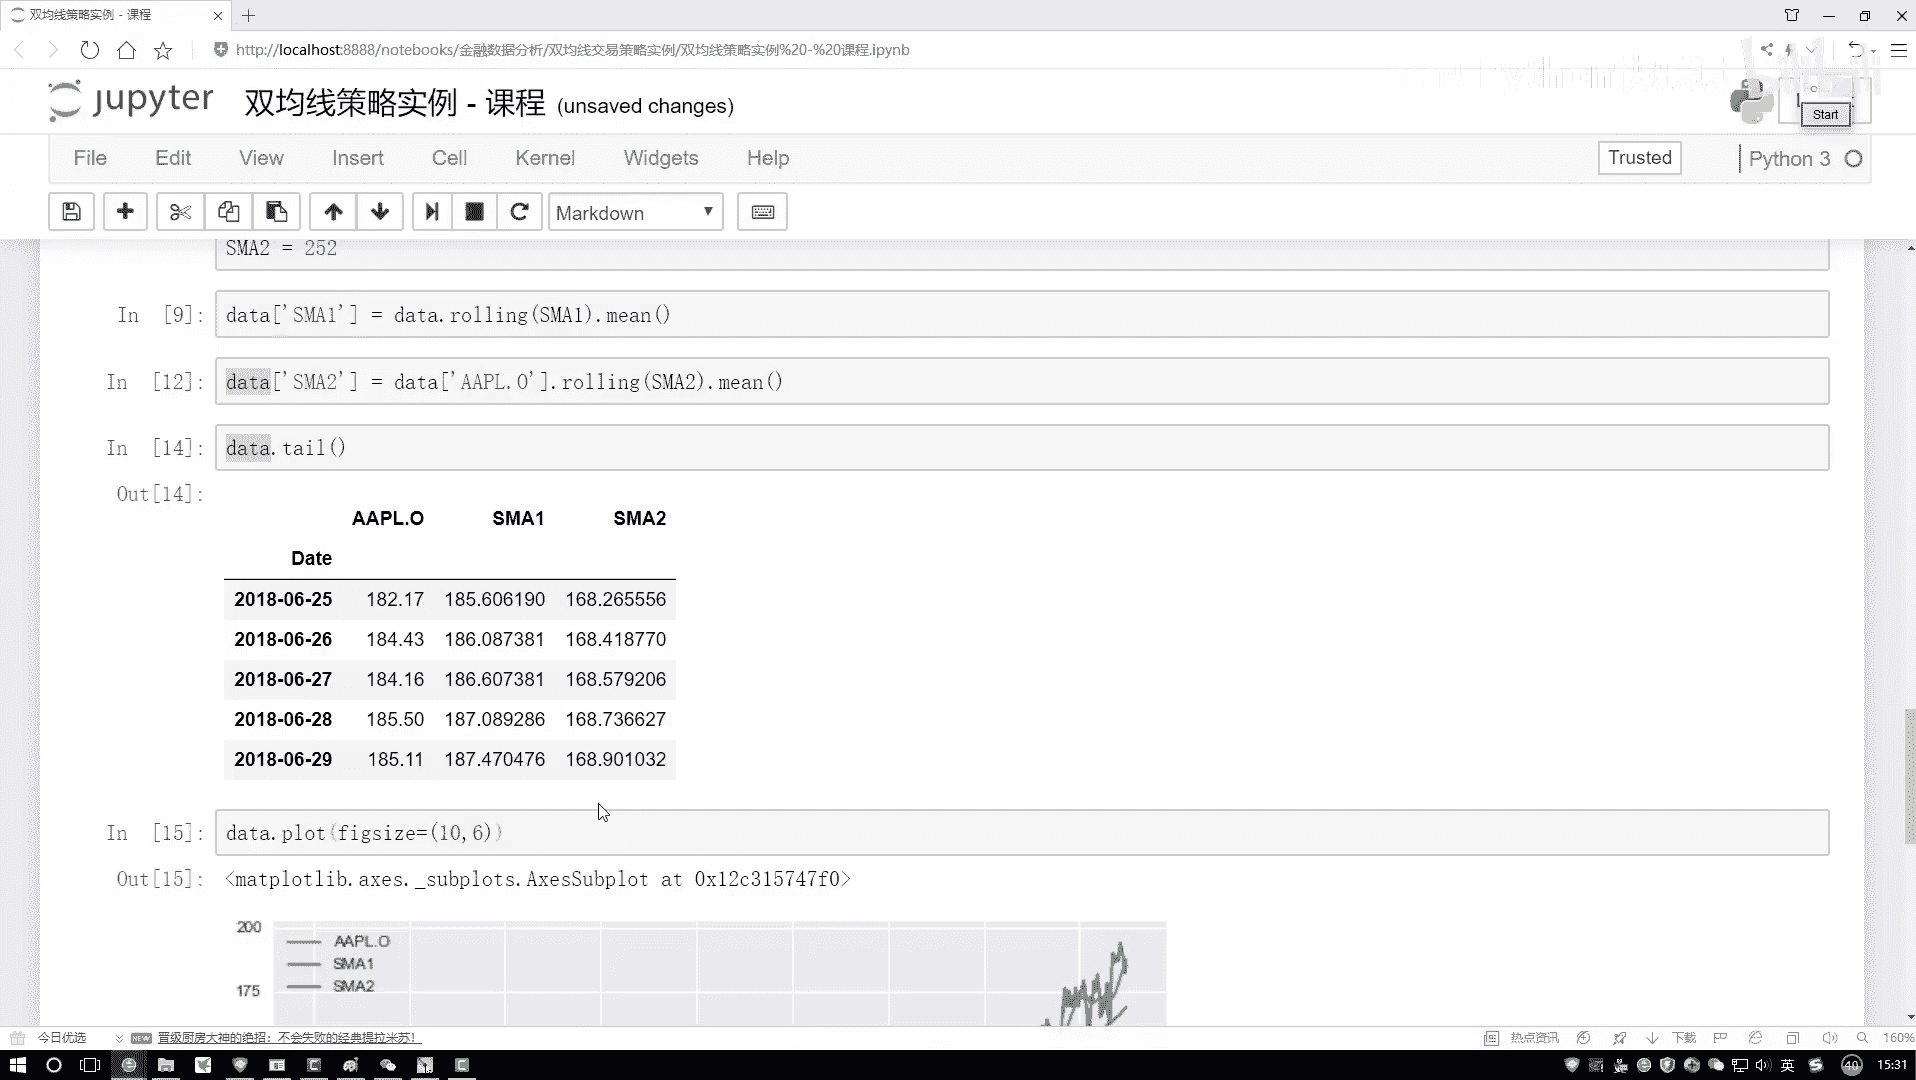 双均线策略实例 - 课程
http://localhost:8888/notebooks/金融数据分析/双均线交易策略实例/双均线策略实例%20-%20课程.ipynb
jupyter 双均线策略实例 - 课程 (unsaved changes)
Start
File Edit View Insert Cell Kernel Widgets Help Trusted Python 3
Markdown
SMA2 = 252
In [9]: data['SMA1'] = data.rolling(SMA1).mean()
In [12]: data['SMA2'] = data['AAPL.O'].rolling(SMA2).mean()
In [14]: data.tail()
Out[14]:
AAPL.O SMA1 SMA2
Date
2018-06-25 182.17 185.606190 168.265556
2018-06-26 184.43 186.087381 168.418770
2018-06-27 184.16 186.607381 168.579206
2018-06-28 185.50 187.089286 168.736627
2018-06-29 185.11 187.470476 168.901032
In [15]: data.plot(figsize=(10,6))
Out[15]: <matplotlib.axes._subplots.AxesSubplot at 0x12c315747f0>
200
AAPL.O
SMA1
175
SMA2
今日优选 NEW 晋级厨房大神的绝招：不会失败的经典提拉米苏！ 热点资讯 下载 160%
英 40 15:31